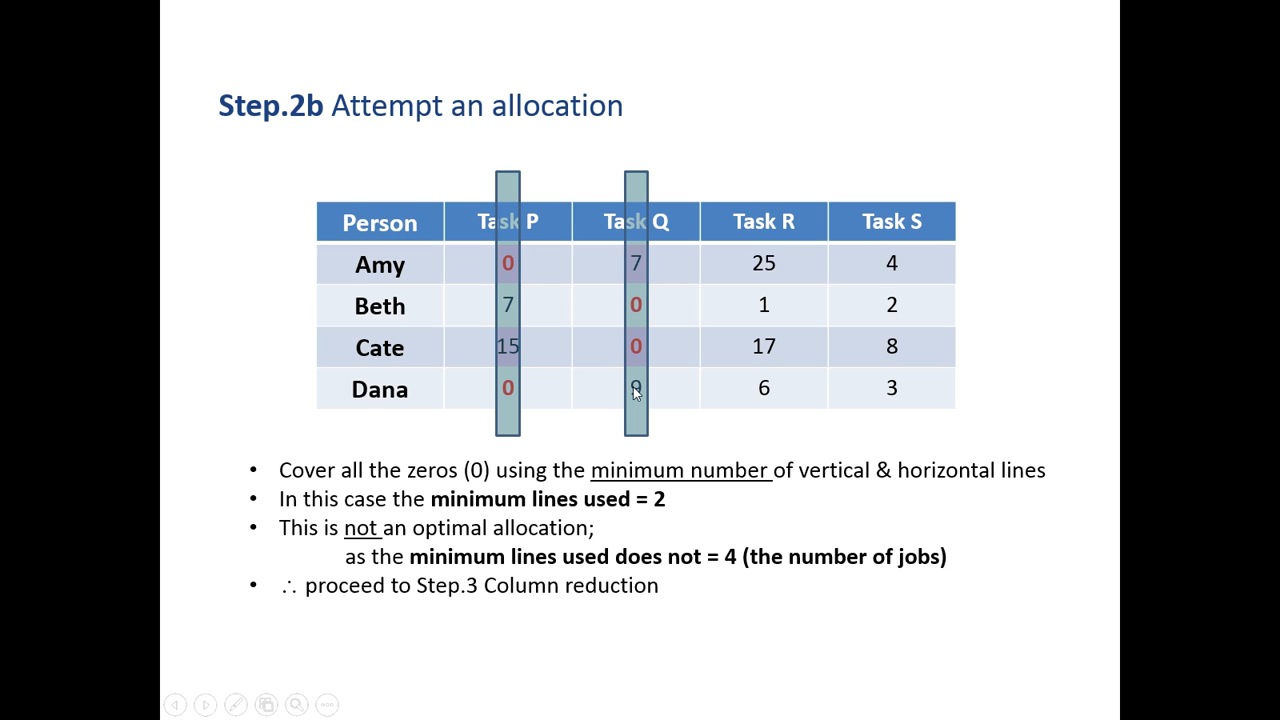 Step.2b Attempt an allocation
Person Task P Task Q Task R Task S
Amy 0 7 25 4
Beth 7 0 1 2
Cate 15 0 17 8
Dana 0 9 6 3
• Cover all the zeros (0) using the minimum number of vertical & horizontal lines
• In this case the minimum lines used = 2
• This is not an optimal allocation;
as the minimum lines used does not = 4 (the number of jobs)
• ∴ proceed to Step.3 Column reduction